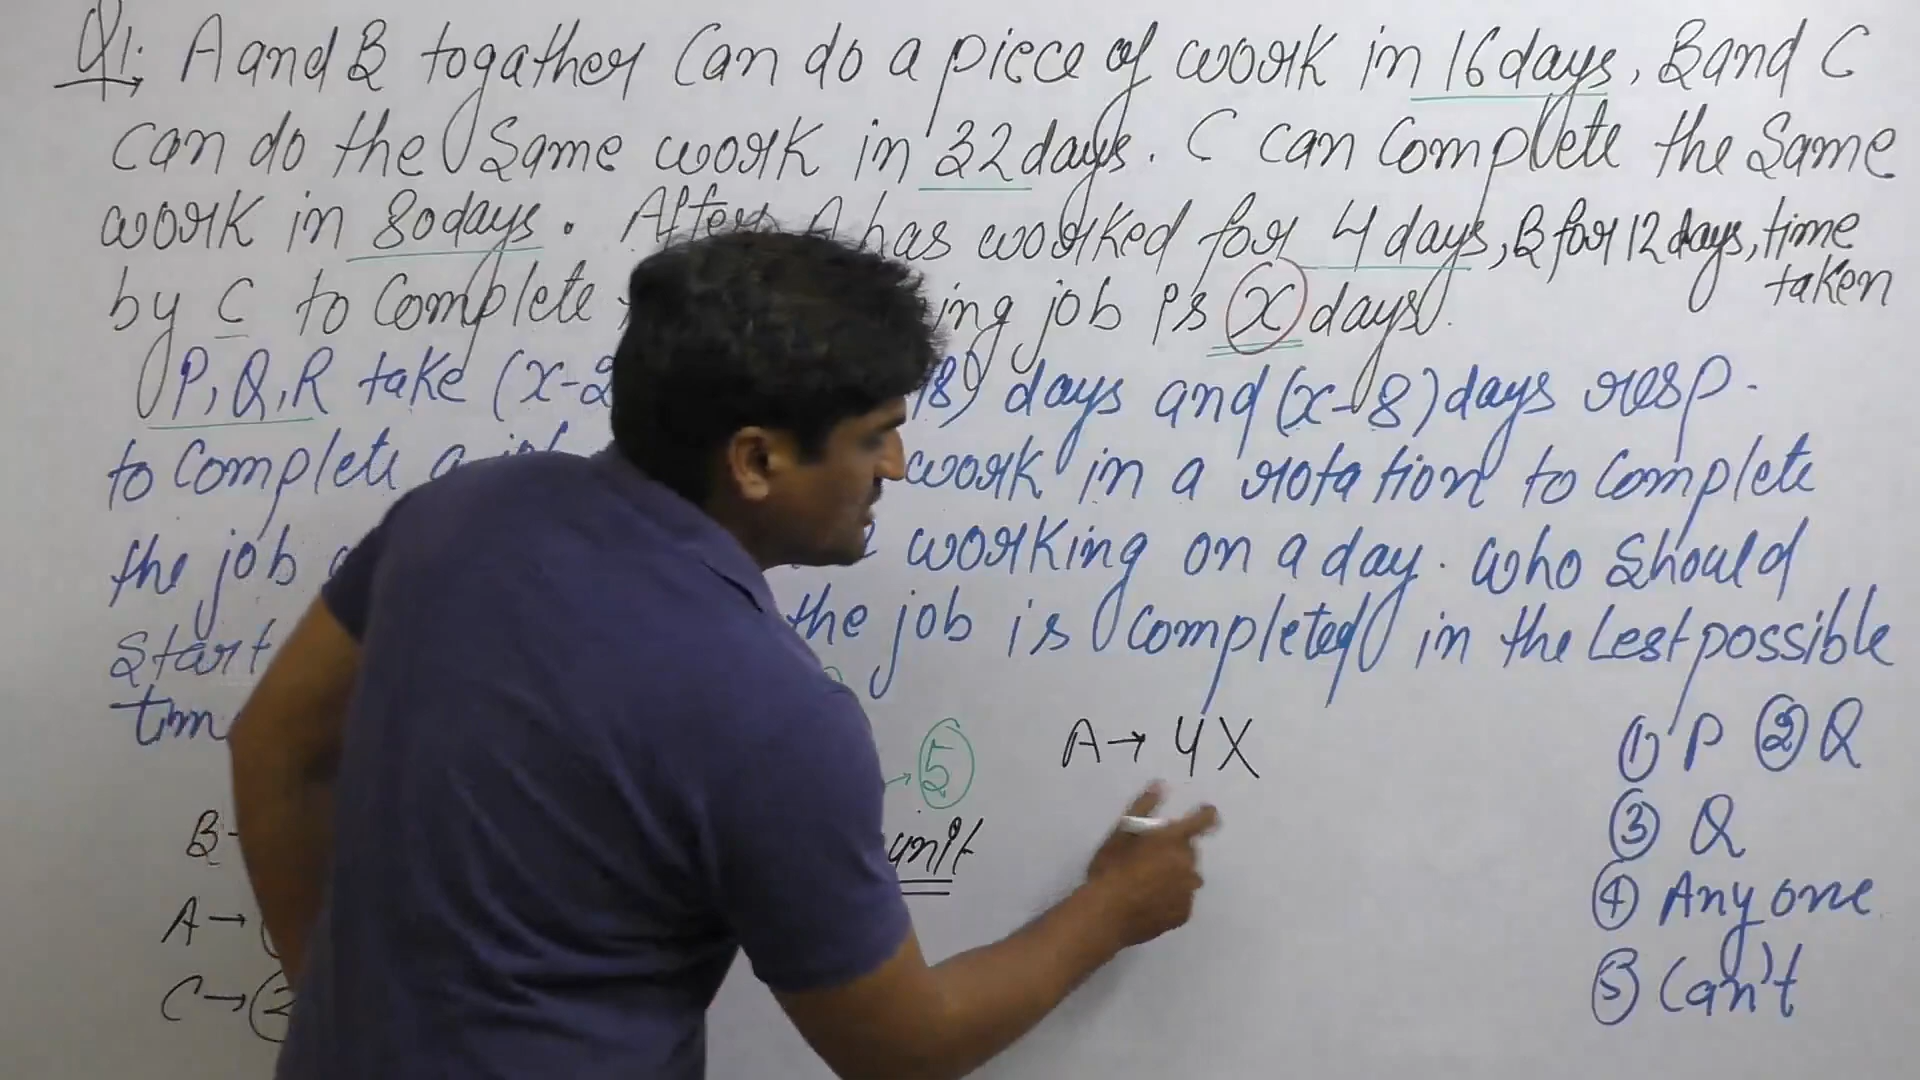 Q1. A and B togather Can do a piece of work in 16 days, B and C
can do the Same work in 32 days. C can Complete the Same
work in 80 days. After A has worked for 4 days, B for 12 days, time
taken
by C to Complete ing job is x days.
P, Q, R take (x-2 18) days and (x-8) days resp.
to Complete a work in a rotation to Complete
the job working on a day. who should
Start the job is Completed in the Lest possible
5 A→ 4X ① P ② Q
B- unit ③ Q
A→ ④ Any one
C→ 2 ⑤ Can't